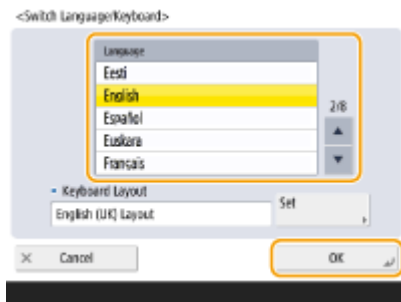 <Switch Language/Keyboard>
Language
Eesti
English
Español
Euskara
Français
2/8
Keyboard Layout
English (UK) Layout
Set
× Cancel
OK